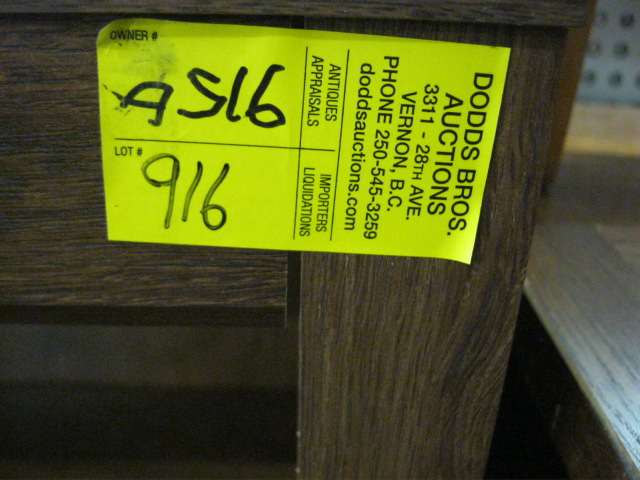 OWNER #
A516
LOT #
916
ANTIQUES
APPRAISALS
IMPORTERS
LIQUIDATIONS
DODDS BROS.
AUCTIONS
3311 - 28TH AVE.
VERNON, B.C.
PHONE 250-545-3259
doddsauctions.com